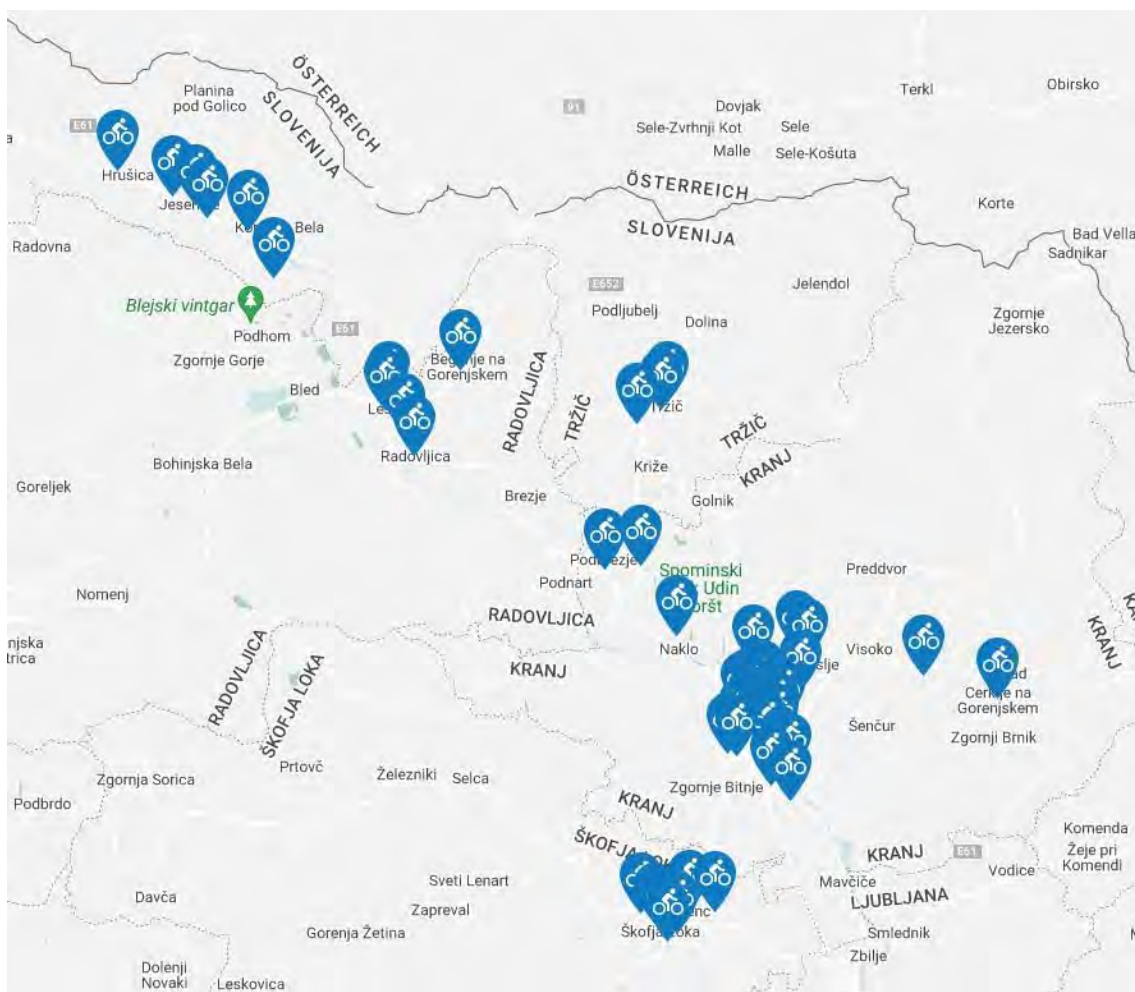 ÖSTERREICH
SLOVENIJA
Planina
pod Golico
Terkl
Obirsko
91
Dovjak
E61
Sele-Zvrhnji Kot
Sele
Malle
Sele-Košuta
Hrušica
ÖSTERREICH
SLOVENIJA
Korte
Bela
Bad Vella
Sadnikar
Radovna
E652
Jelendol
Blejski vintgar
Podljubelj
Dolina
Zgornje
Jezersko
E61
Podhom
Zgornje Gorje
Gorenjskem
Bled
RADOVLJICA
TRŽIČ
TRŽIČ
KRANJ
Radovljica
Bohinjska Bela
Križe
Goreljek
Brezje
Golnik
Podnart
Spominski
Udin
Preddvor
Nomenj
RADOVLJICA
KRANJ
RADOVLJICA
ŠKOFJA LOKA
Naklo
Visoko
KRANJ
Gorenjskem
Šenčur
Zgornji Brnik
Prtovč
Železniki
Selca
Zgornja Sorica
Podbrdo
Zgornje Bitnje
KRANJ
Komenda
Žeje pri
Komendi
KRANJ
E61
Vodice
Sveti Lenart
Mavčiče
LJUBLJANA
Davča
Zapreval
Gorenja Žetina
Smlednik
Zbilje
Dolenji
Novaki
Leskovica